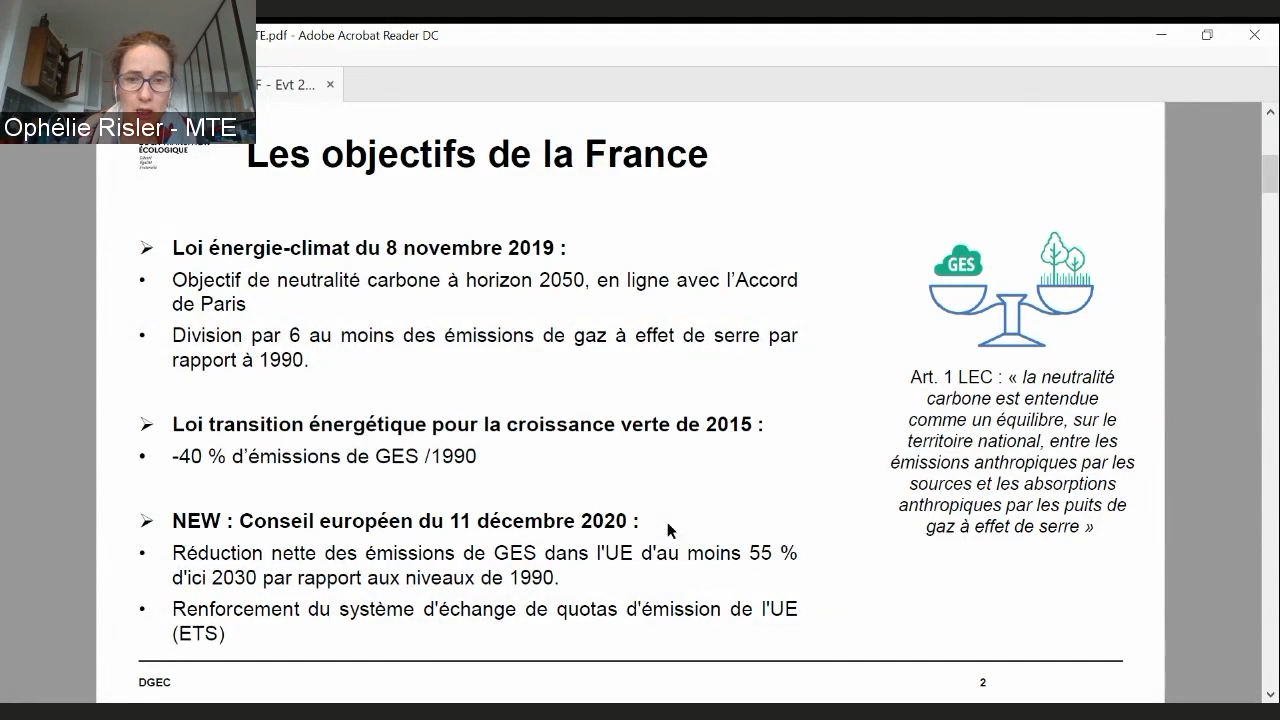 TE.pdf - Adobe Acrobat Reader DC
F - Evt 2...
Ophélie Risler - MTE
ÉCOLOGIQUE
Liberté
Égalité
Fraternité
Les objectifs de la France
Loi énergie-climat du 8 novembre 2019 :
• Objectif de neutralité carbone à horizon 2050, en ligne avec l’Accord
de Paris
• Division par 6 au moins des émissions de gaz à effet de serre par
rapport à 1990.
Loi transition énergétique pour la croissance verte de 2015 :
• -40 % d’émissions de GES /1990
NEW : Conseil européen du 11 décembre 2020 :
• Réduction nette des émissions de GES dans l'UE d'au moins 55 %
d'ici 2030 par rapport aux niveaux de 1990.
• Renforcement du système d'échange de quotas d'émission de l'UE
(ETS)
GES
Art. 1 LEC : « la neutralité
carbone est entendue
comme un équilibre, sur le
territoire national, entre les
émissions anthropiques par les
sources et les absorptions
anthropiques par les puits de
gaz à effet de serre »
DGEC
2